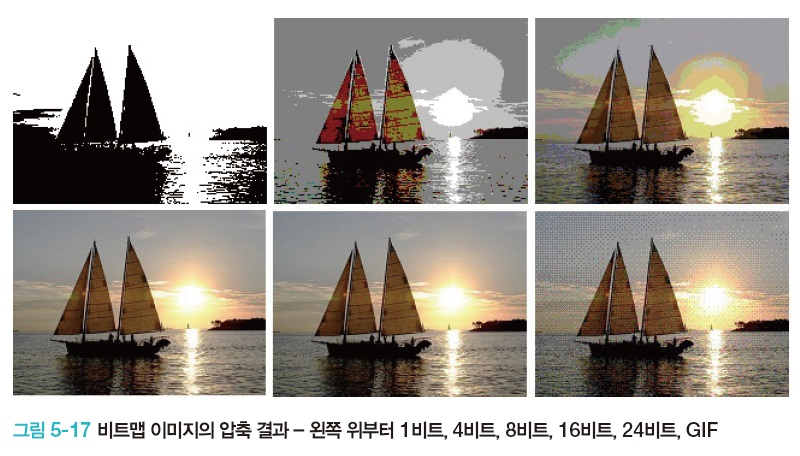 그림 5-17 비트맵 이미지의 압축 결과 – 왼쪽 위부터 1비트, 4비트, 8비트, 16비트, 24비트, GIF